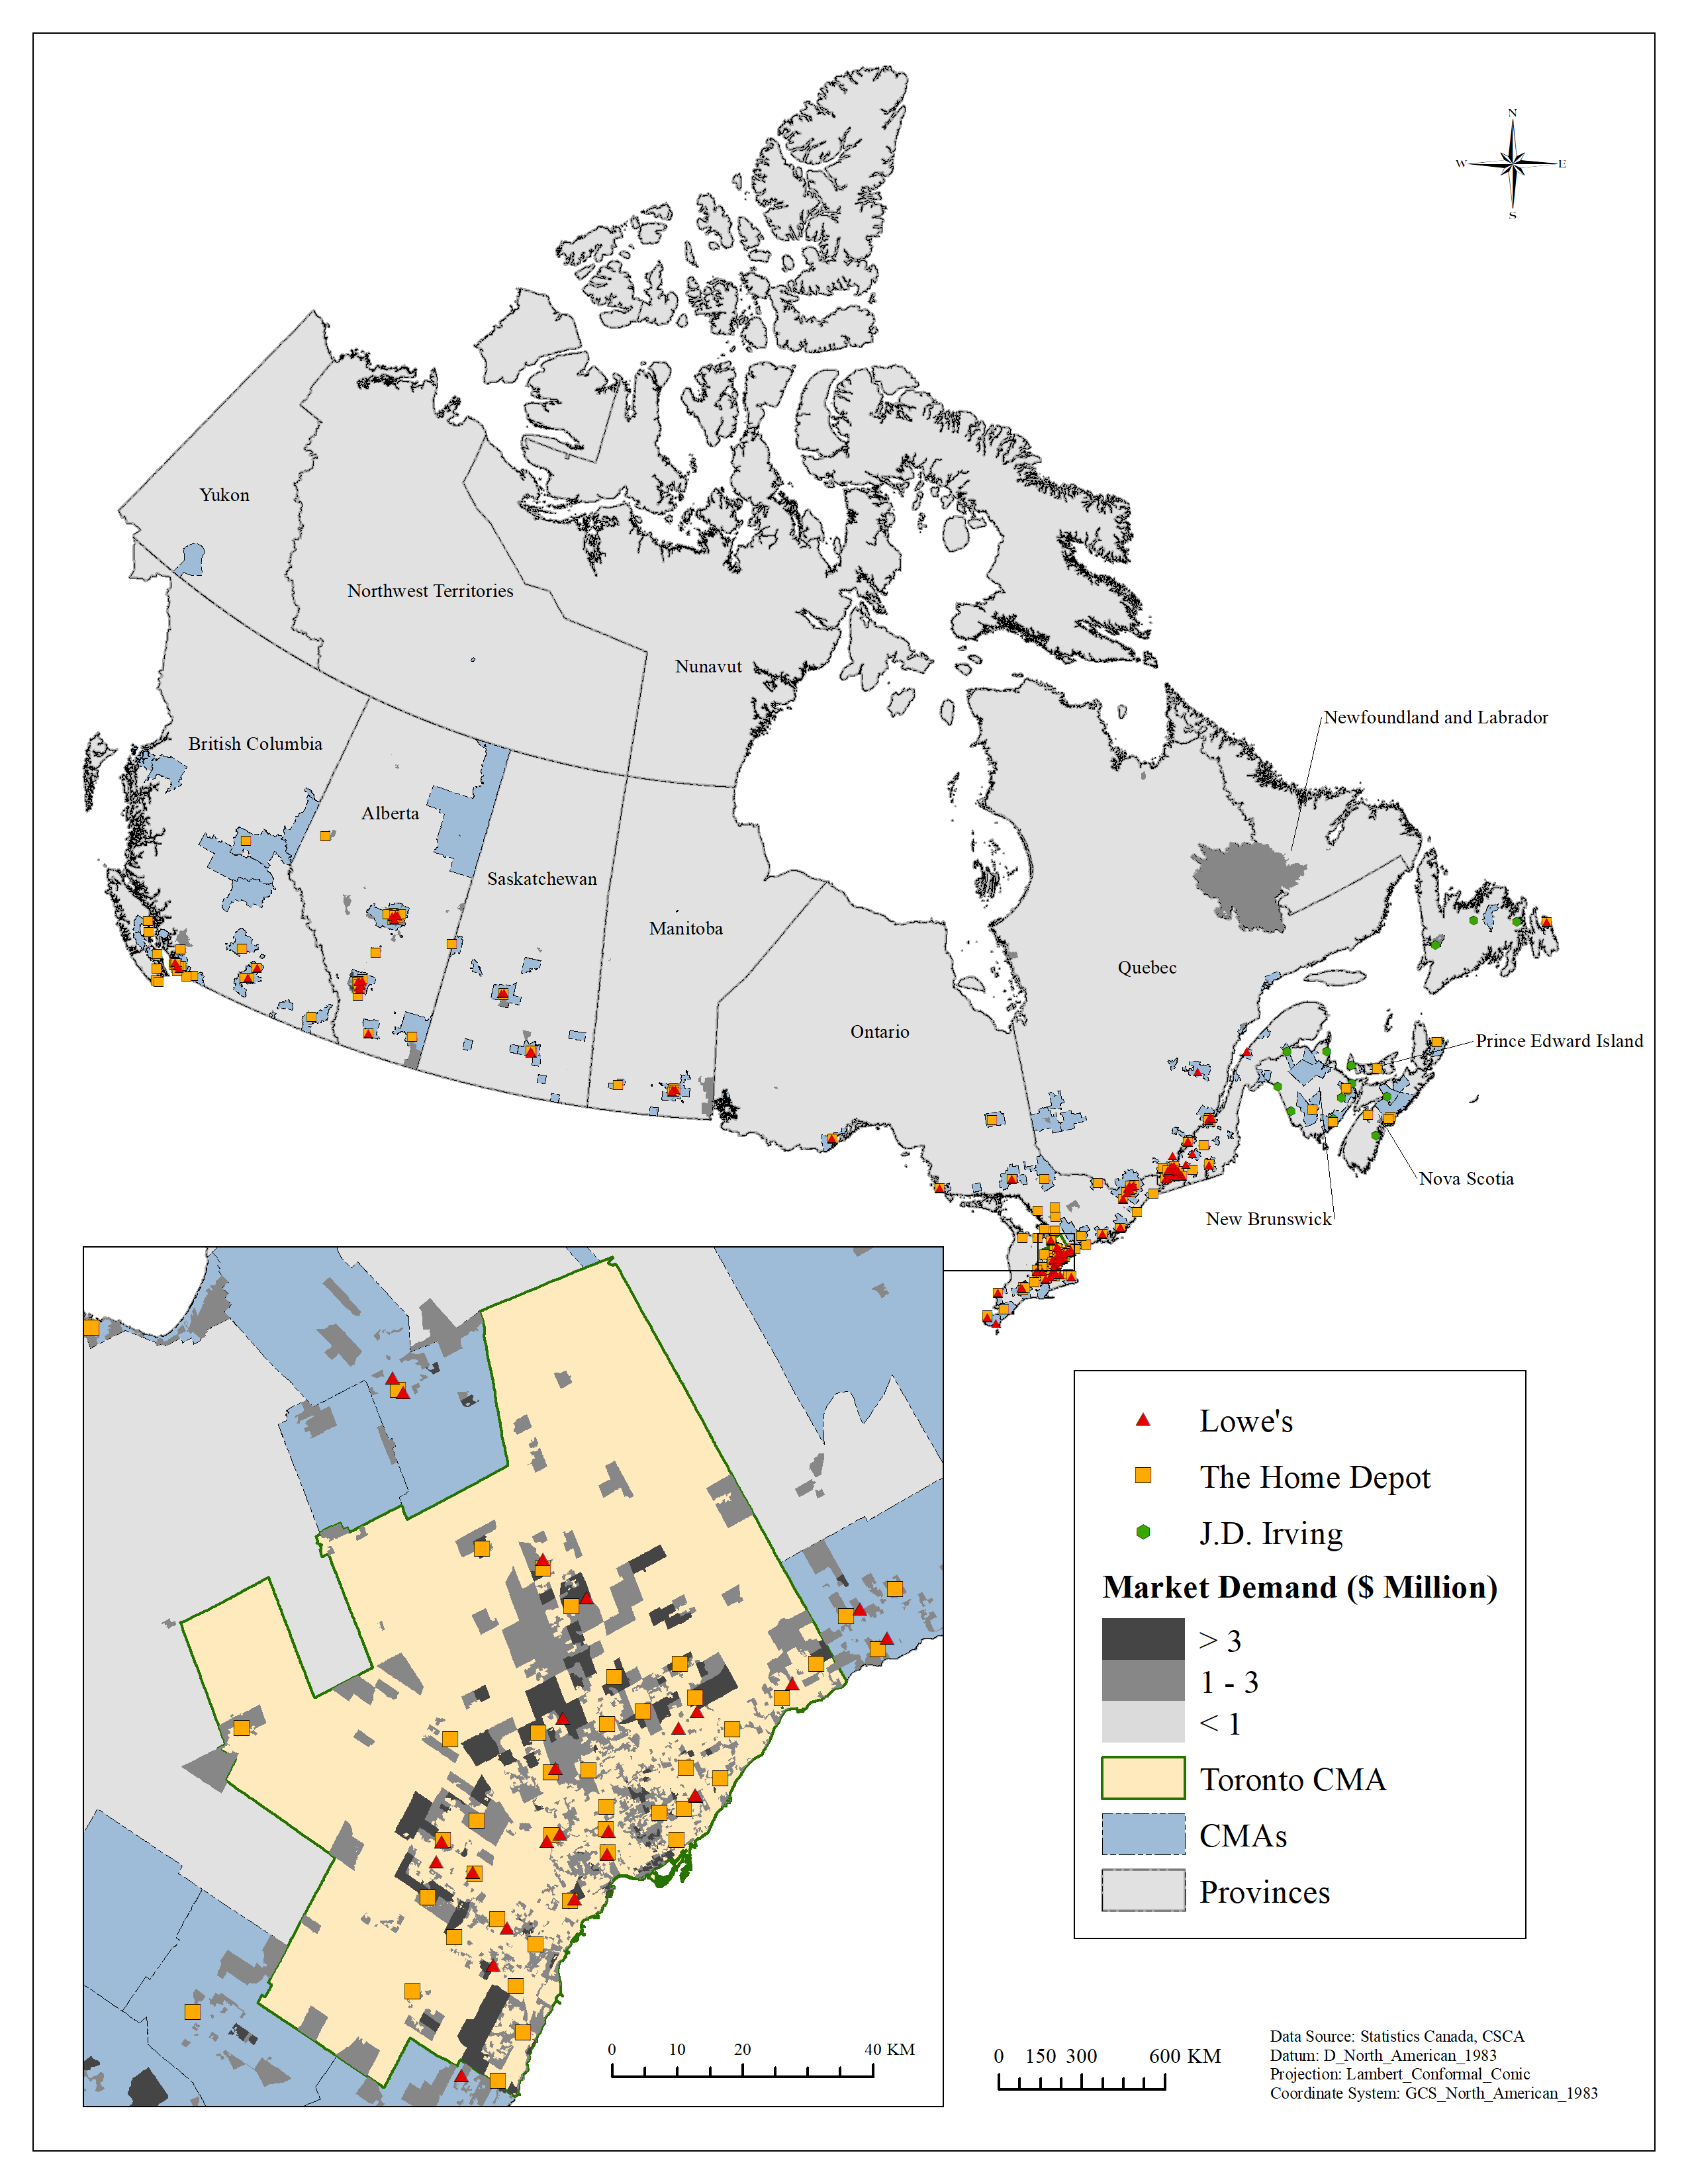 N
W E
S
Yukon
Northwest Territories
Nunavut
Newfoundland and Labrador
British Columbia
Alberta
Saskatchewan
Manitoba
Quebec
Ontario
Prince Edward Island
Nova Scotia
New Brunswick
Lowe's
The Home Depot
J.D. Irving
Market Demand ($ Million)
> 3
1 - 3
< 1
Toronto CMA
CMAs
Provinces
0 10 20 40 KM
0 150 300 600 KM
Data Source: Statistics Canada, CSCA
Datum: D_North_American_1983
Projection: Lambert_Conformal_Conic
Coordinate System: GCS_North_American_1983